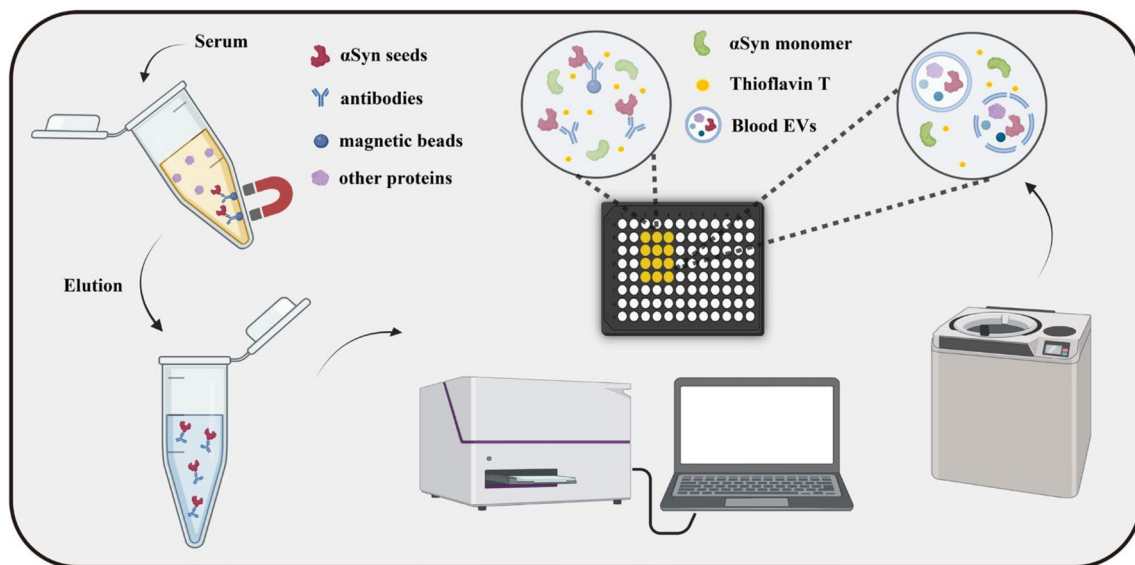 Serum
αSyn seeds
antibodies
magnetic beads
other proteins
αSyn monomer
Thioflavin T
Blood EVs
Elution